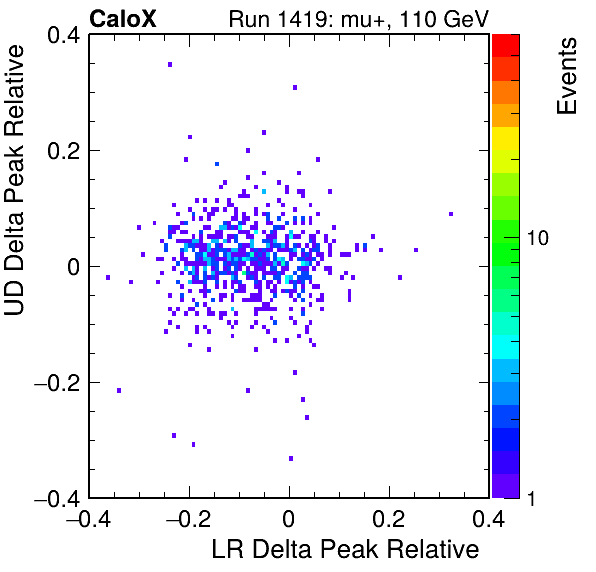 CaloX Run 1419: mu+, 110 GeV
Events
UD Delta Peak Relative
0.4
0.2
0
−0.2
−0.4
10
1
−0.4 −0.2 0 0.2 0.4
LR Delta Peak Relative